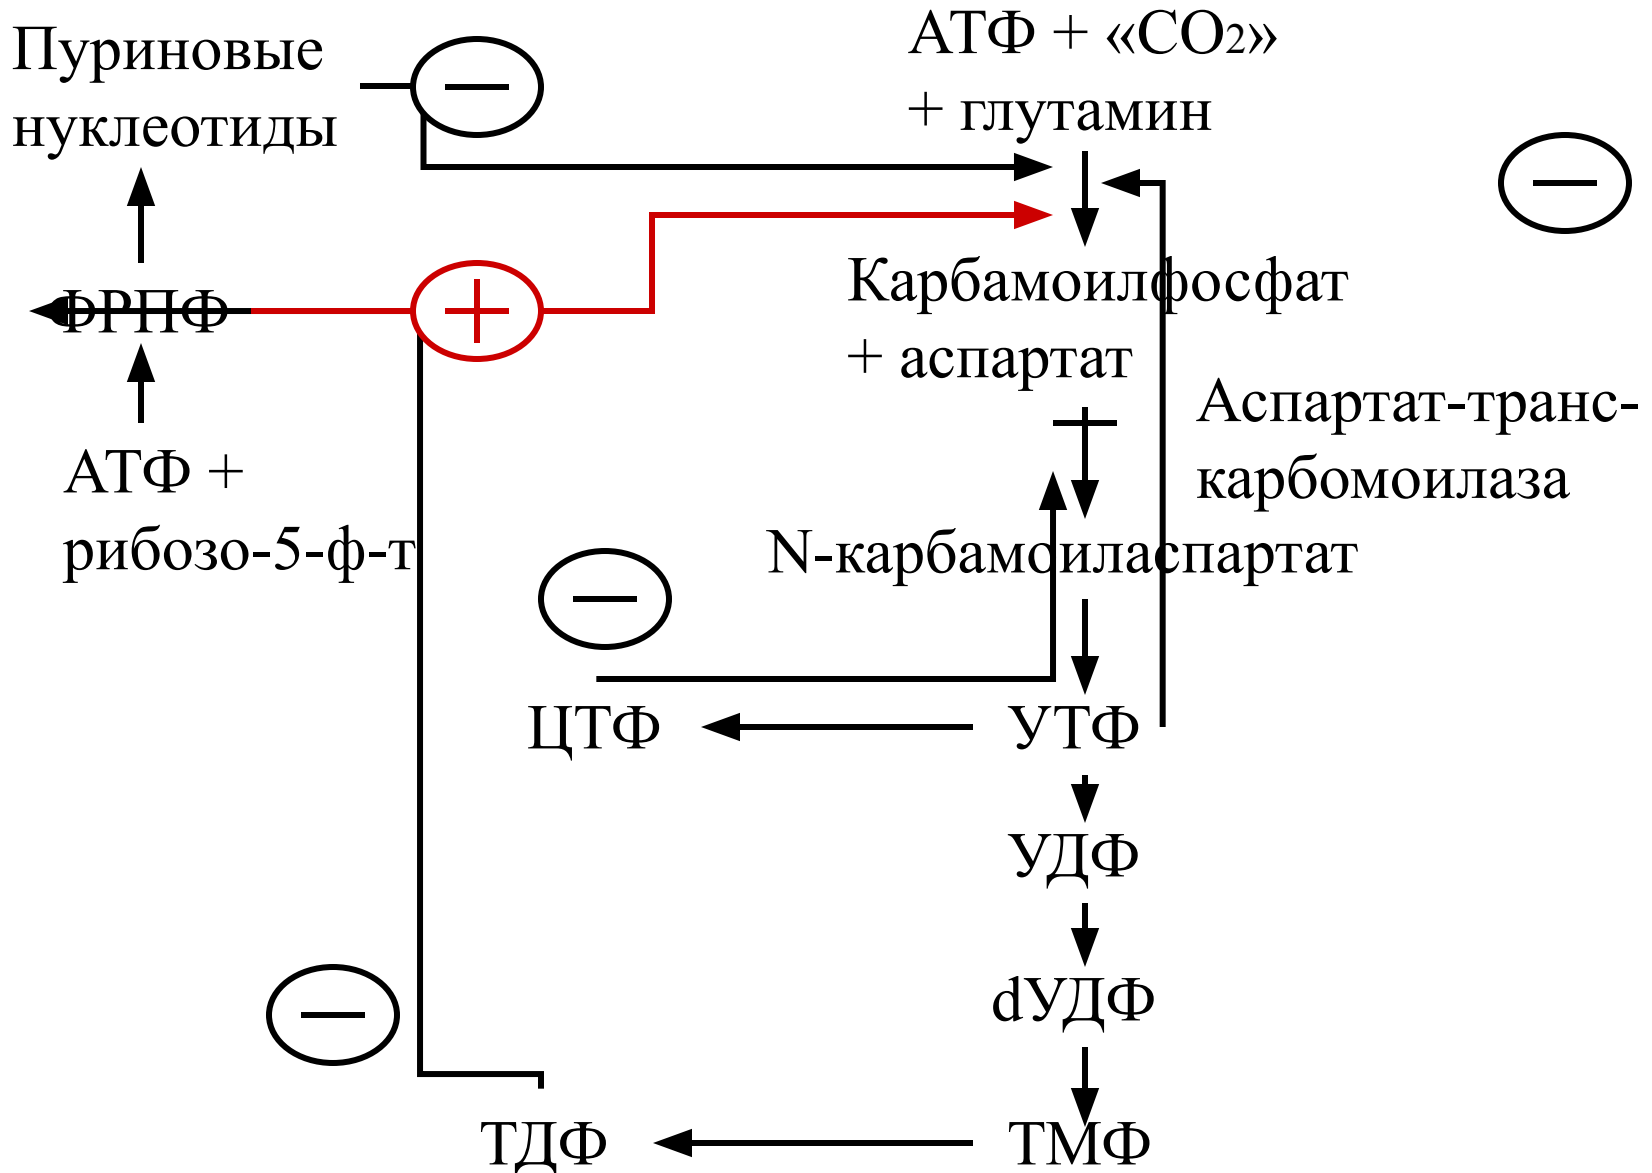 Пуриновые
нуклеотиды
АТФ + «СО2»
+ глутамин
ФРПФ
Карбамоилфосфат
+ аспартат
Аспартат-транс-
карбомоилаза
АТФ +
рибозо-5-ф-т
N-карбамоиласпартат
ЦТФ
УТФ
УДФ
dУДФ
ТДФ
ТМФ